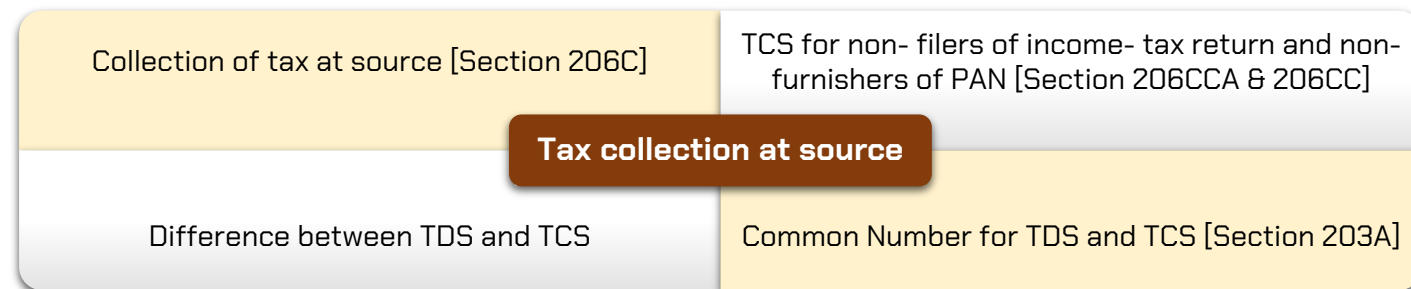 Collection of tax at source [Section 206C]
TCS for non- filers of income- tax return and non-
furnishers of PAN [Section 206CCA & 206CC]
Tax collection at source
Difference between TDS and TCS
Common Number for TDS and TCS [Section 203A]